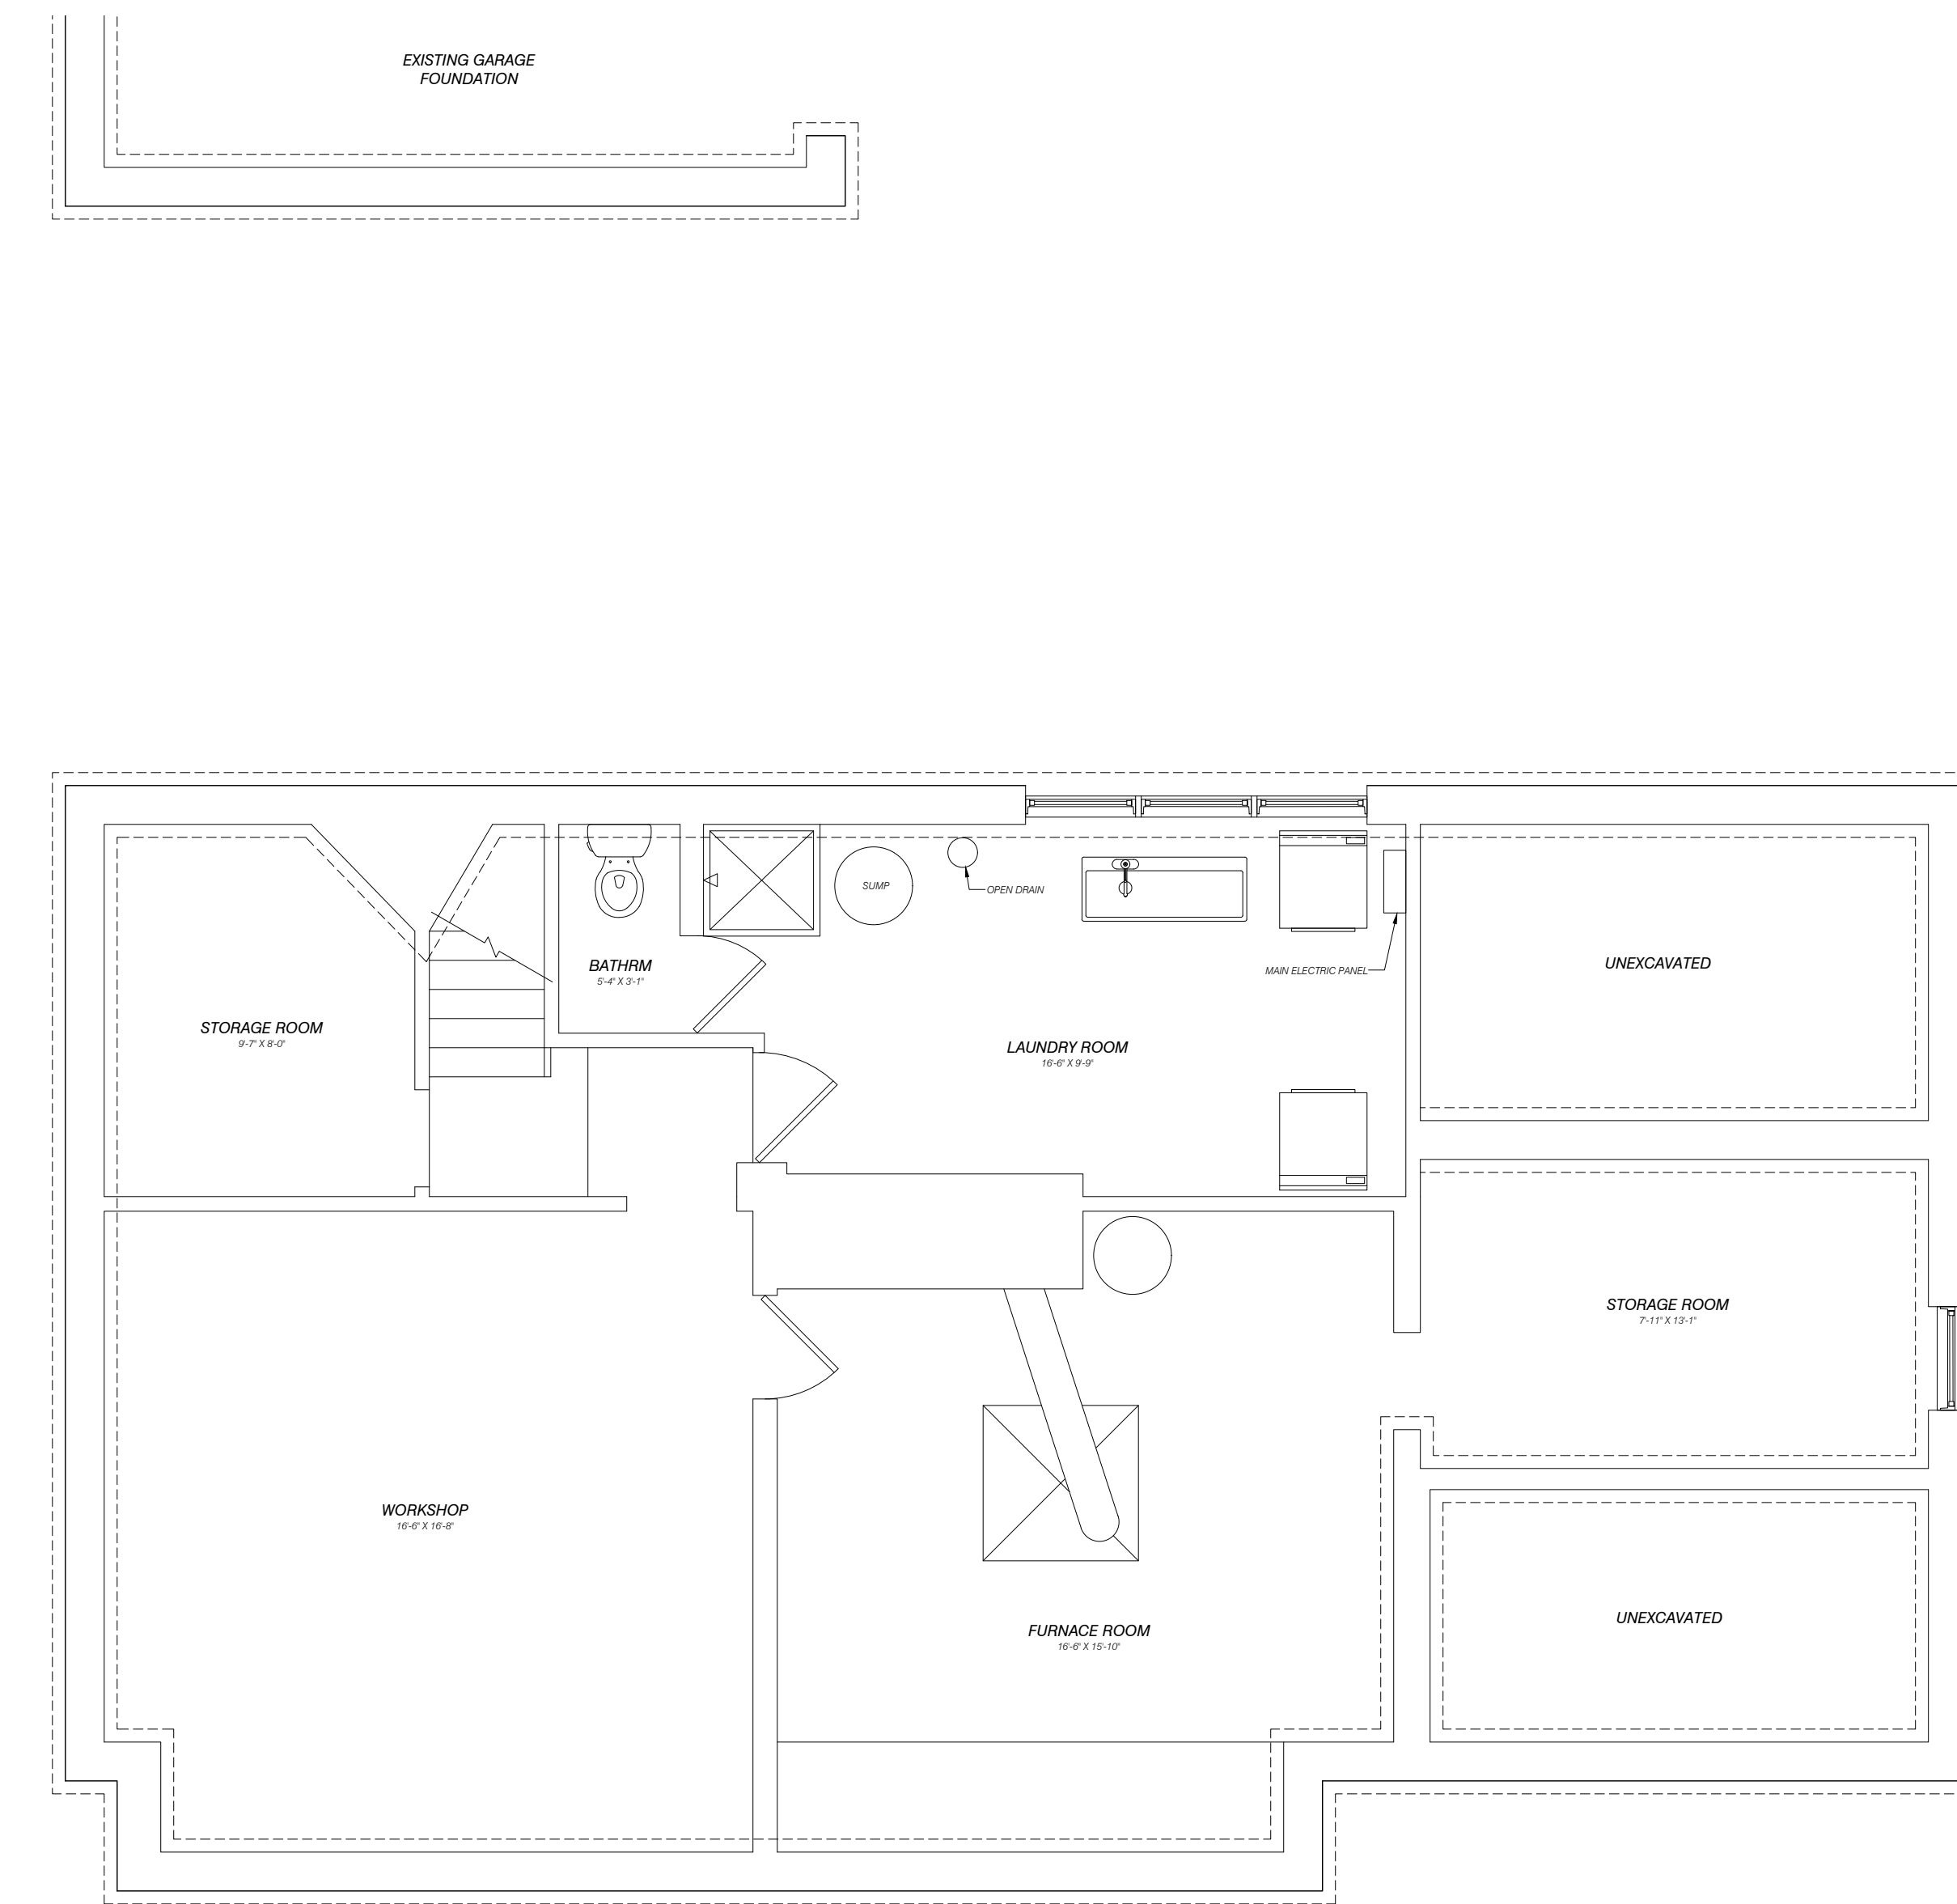 EXISTING GARAGE
FOUNDATION
SUMP
OPEN DRAIN
BATHRM
5'-4" X 3'-1"
MAIN ELECTRIC PANEL
UNEXCAVATED
STORAGE ROOM
9'-7" X 8'-0"
LAUNDRY ROOM
16'-6" X 9'-9"
STORAGE ROOM
7'-11" X 13'-1"
WORKSHOP
16'-6" X 16'-8"
FURNACE ROOM
16'-6" X 15'-10"
UNEXCAVATED